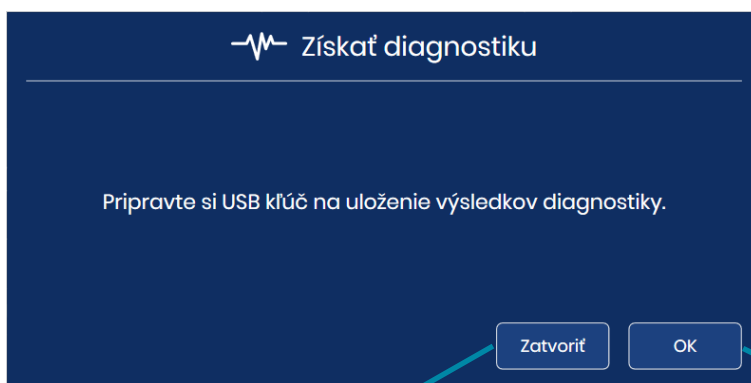 Získať diagnostiku
Pripravte si USB kľúč na uloženie výsledkov diagnostiky.
Zatvoriť
OK